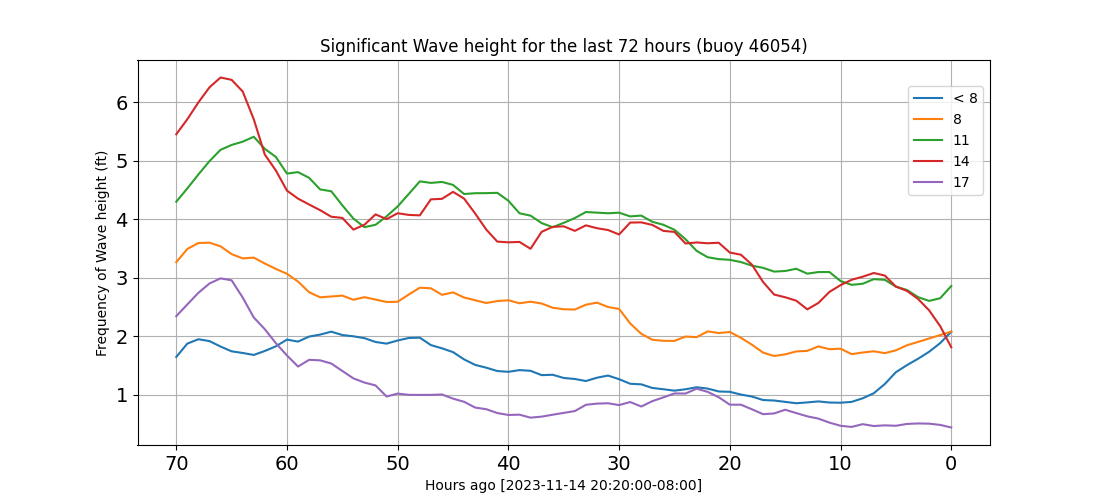 Significant Wave height for the last 72 hours (buoy 46054)
Frequency of Wave height (ft)
6
5
4
3
2
1
< 8
8
11
14
17
70 60 50 40 30 20 10 0
Hours ago [2023-11-14 20:20:00-08:00]